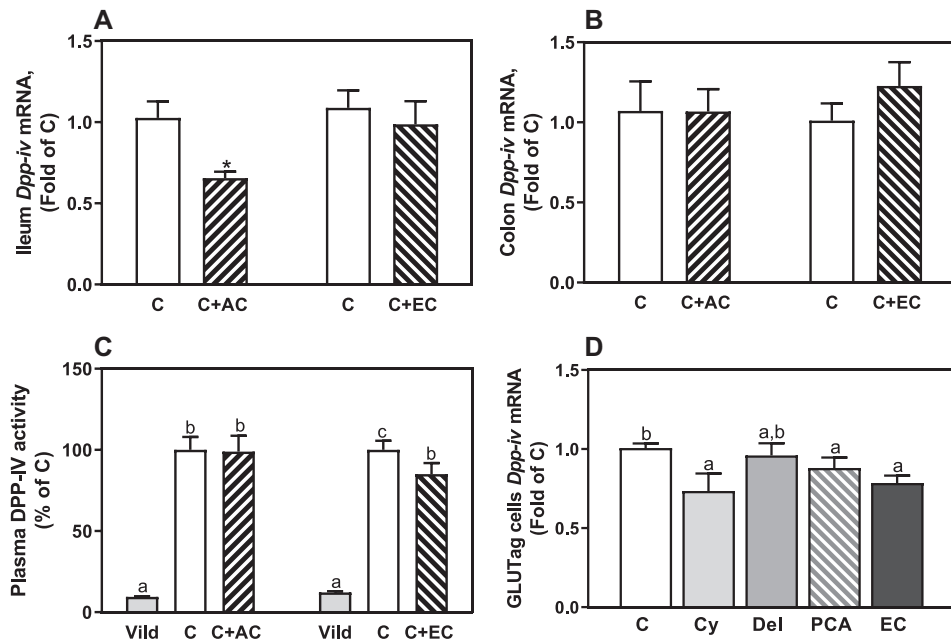 A
Ileum Dpp-iv mRNA,
(Fold of C)
1.5
1.0
0.5
0.0
*
C
C+AC
C
C+EC
B
Colon Dpp-iv mRNA,
(Fold of C)
1.5
1.0
0.5
0.0
C
C+AC
C
C+EC
C
Plasma DPP-IV activity
(% of C)
150
100
50
0
a
b
b
a
c
b
Vild
C
C+AC
Vild
C
C+EC
D
GLUTag cells Dpp-iv mRNA
(Fold of C)
1.5
1.0
0.5
0.0
b
a
a,b
a
a
C
Cy
Del
PCA
EC